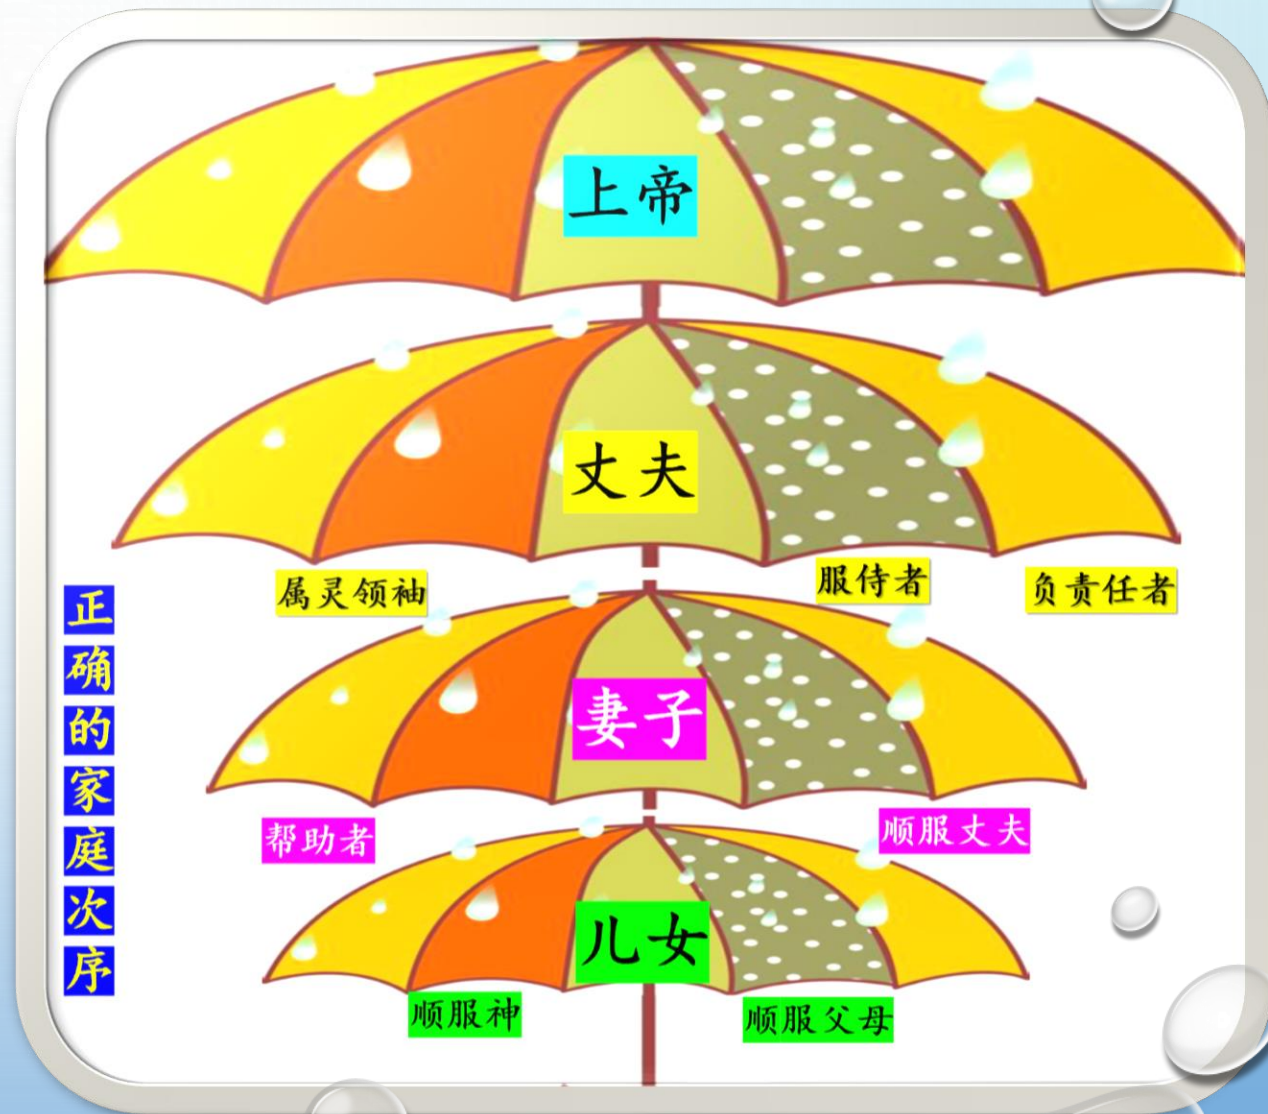 上帝
丈夫
属灵领袖
服侍者
负责任者
正确的家庭次序
妻子
帮助者
顺服丈夫
儿女
顺服神
顺服父母